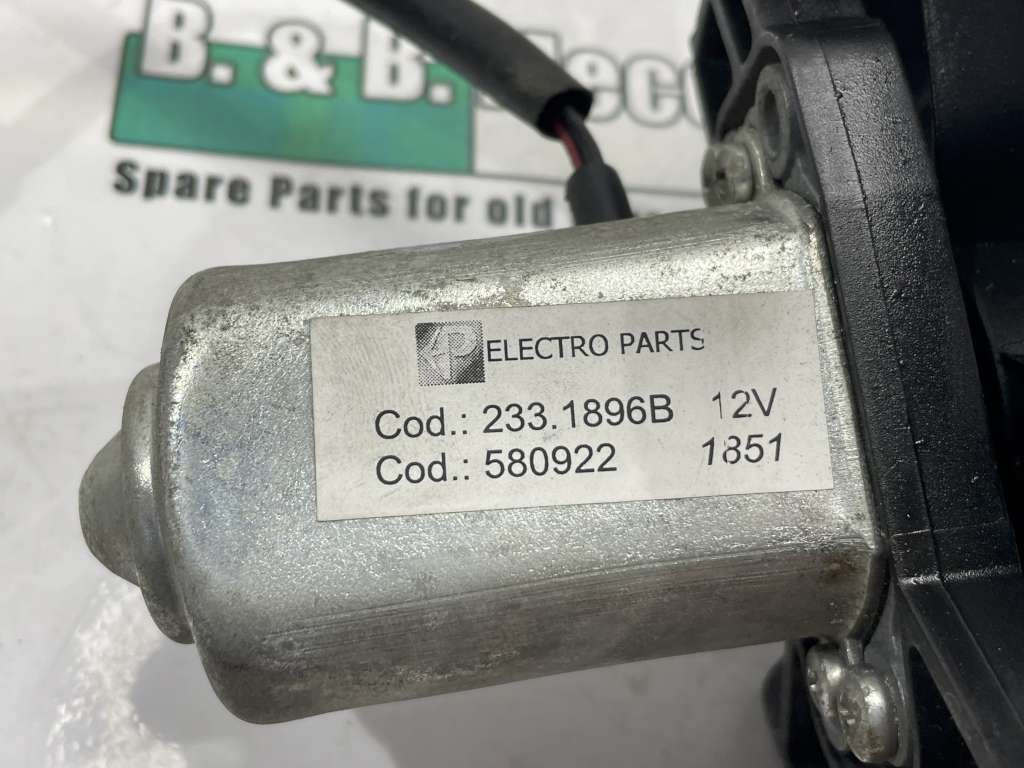 B. & B.
Spare Parts for old
ELECTRO PARTS
Cod.: 233.1896B 12V
Cod.: 580922 1851